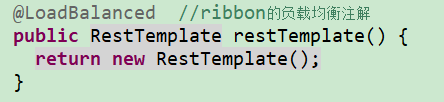 @LoadBalanced  //ribbon的负载均衡注解
public RestTemplate restTemplate() {
  return new RestTemplate();
}